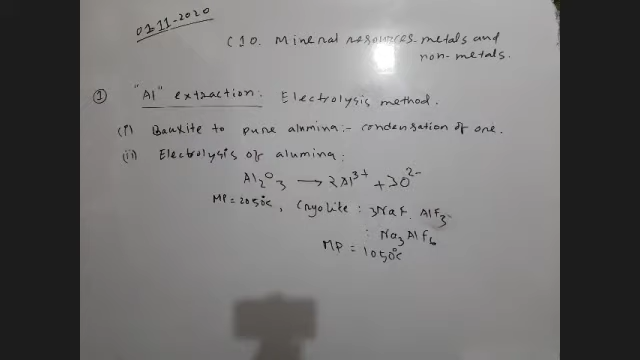 01-11-2020
C10. Mineral resources-metals and
non-metals.
① "Al" extraction: Electrolysis method.
(i) Bauxite to pure alumina:- condensation of ore.
(ii) Electrolysis of alumina:
Al₂O₃ → 2Al³⁺ + 3O²⁻
MP = 2050°C, Cryolite : 3NaF. AlF₃
: Na₃AlF₆
MP = 1050°C